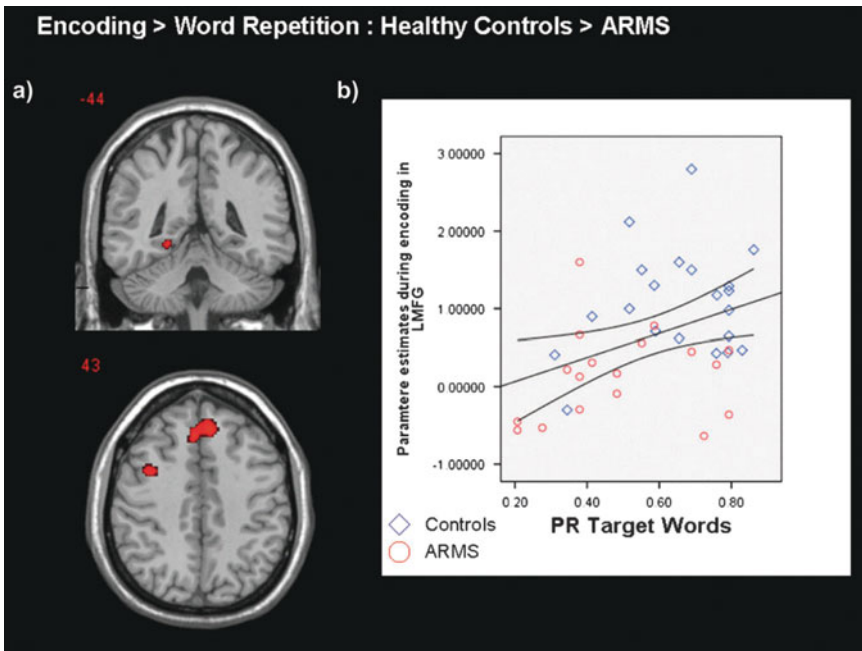 Encoding > Word Repetition : Healthy Controls > ARMS
a)
-44
43
b)
Paramtere estimates during encoding in
LMFG
3.00000
2.00000
1.00000
0.00000
-1.00000
0.20
0.40
0.60
0.80
PR Target Words
Controls
ARMS